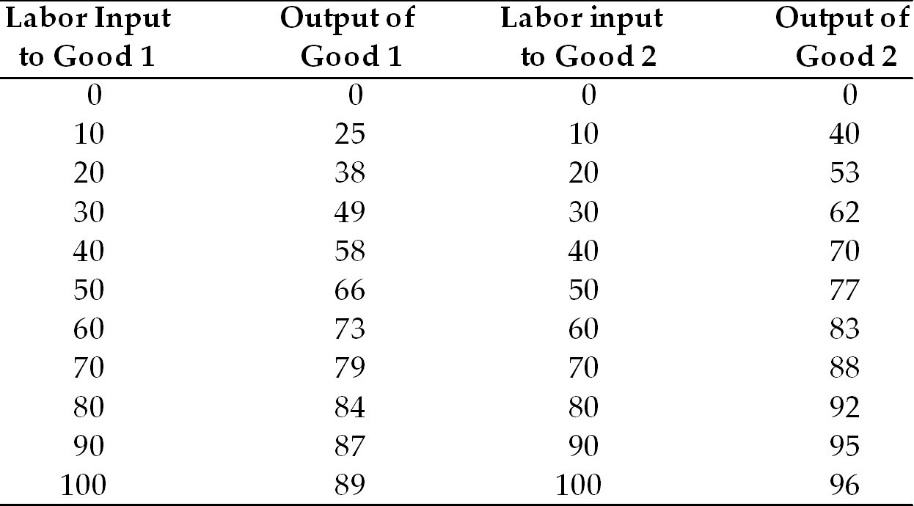 Labor Input Output of Labor input Output of
to Good 1 Good 1 to Good 2 Good 2
0 0 0 0
10 25 10 40
20 38 20 53
30 49 30 62
40 58 40 70
50 66 50 77
60 73 60 83
70 79 70 88
80 84 80 92
90 87 90 95
100 89 100 96